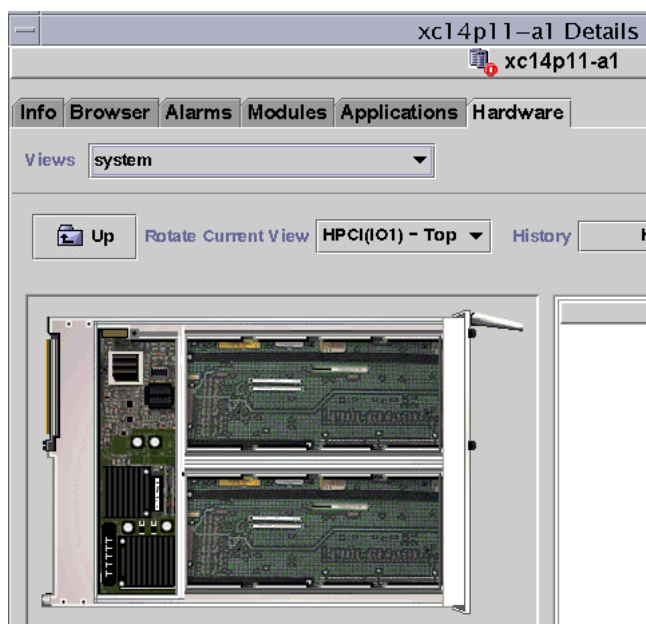 xc14p11-a1 Details
xc14p11-a1
Info Browser Alarms Modules Applications Hardware
Views system
Up Rotate Current View HPCI(IO1) - Top History